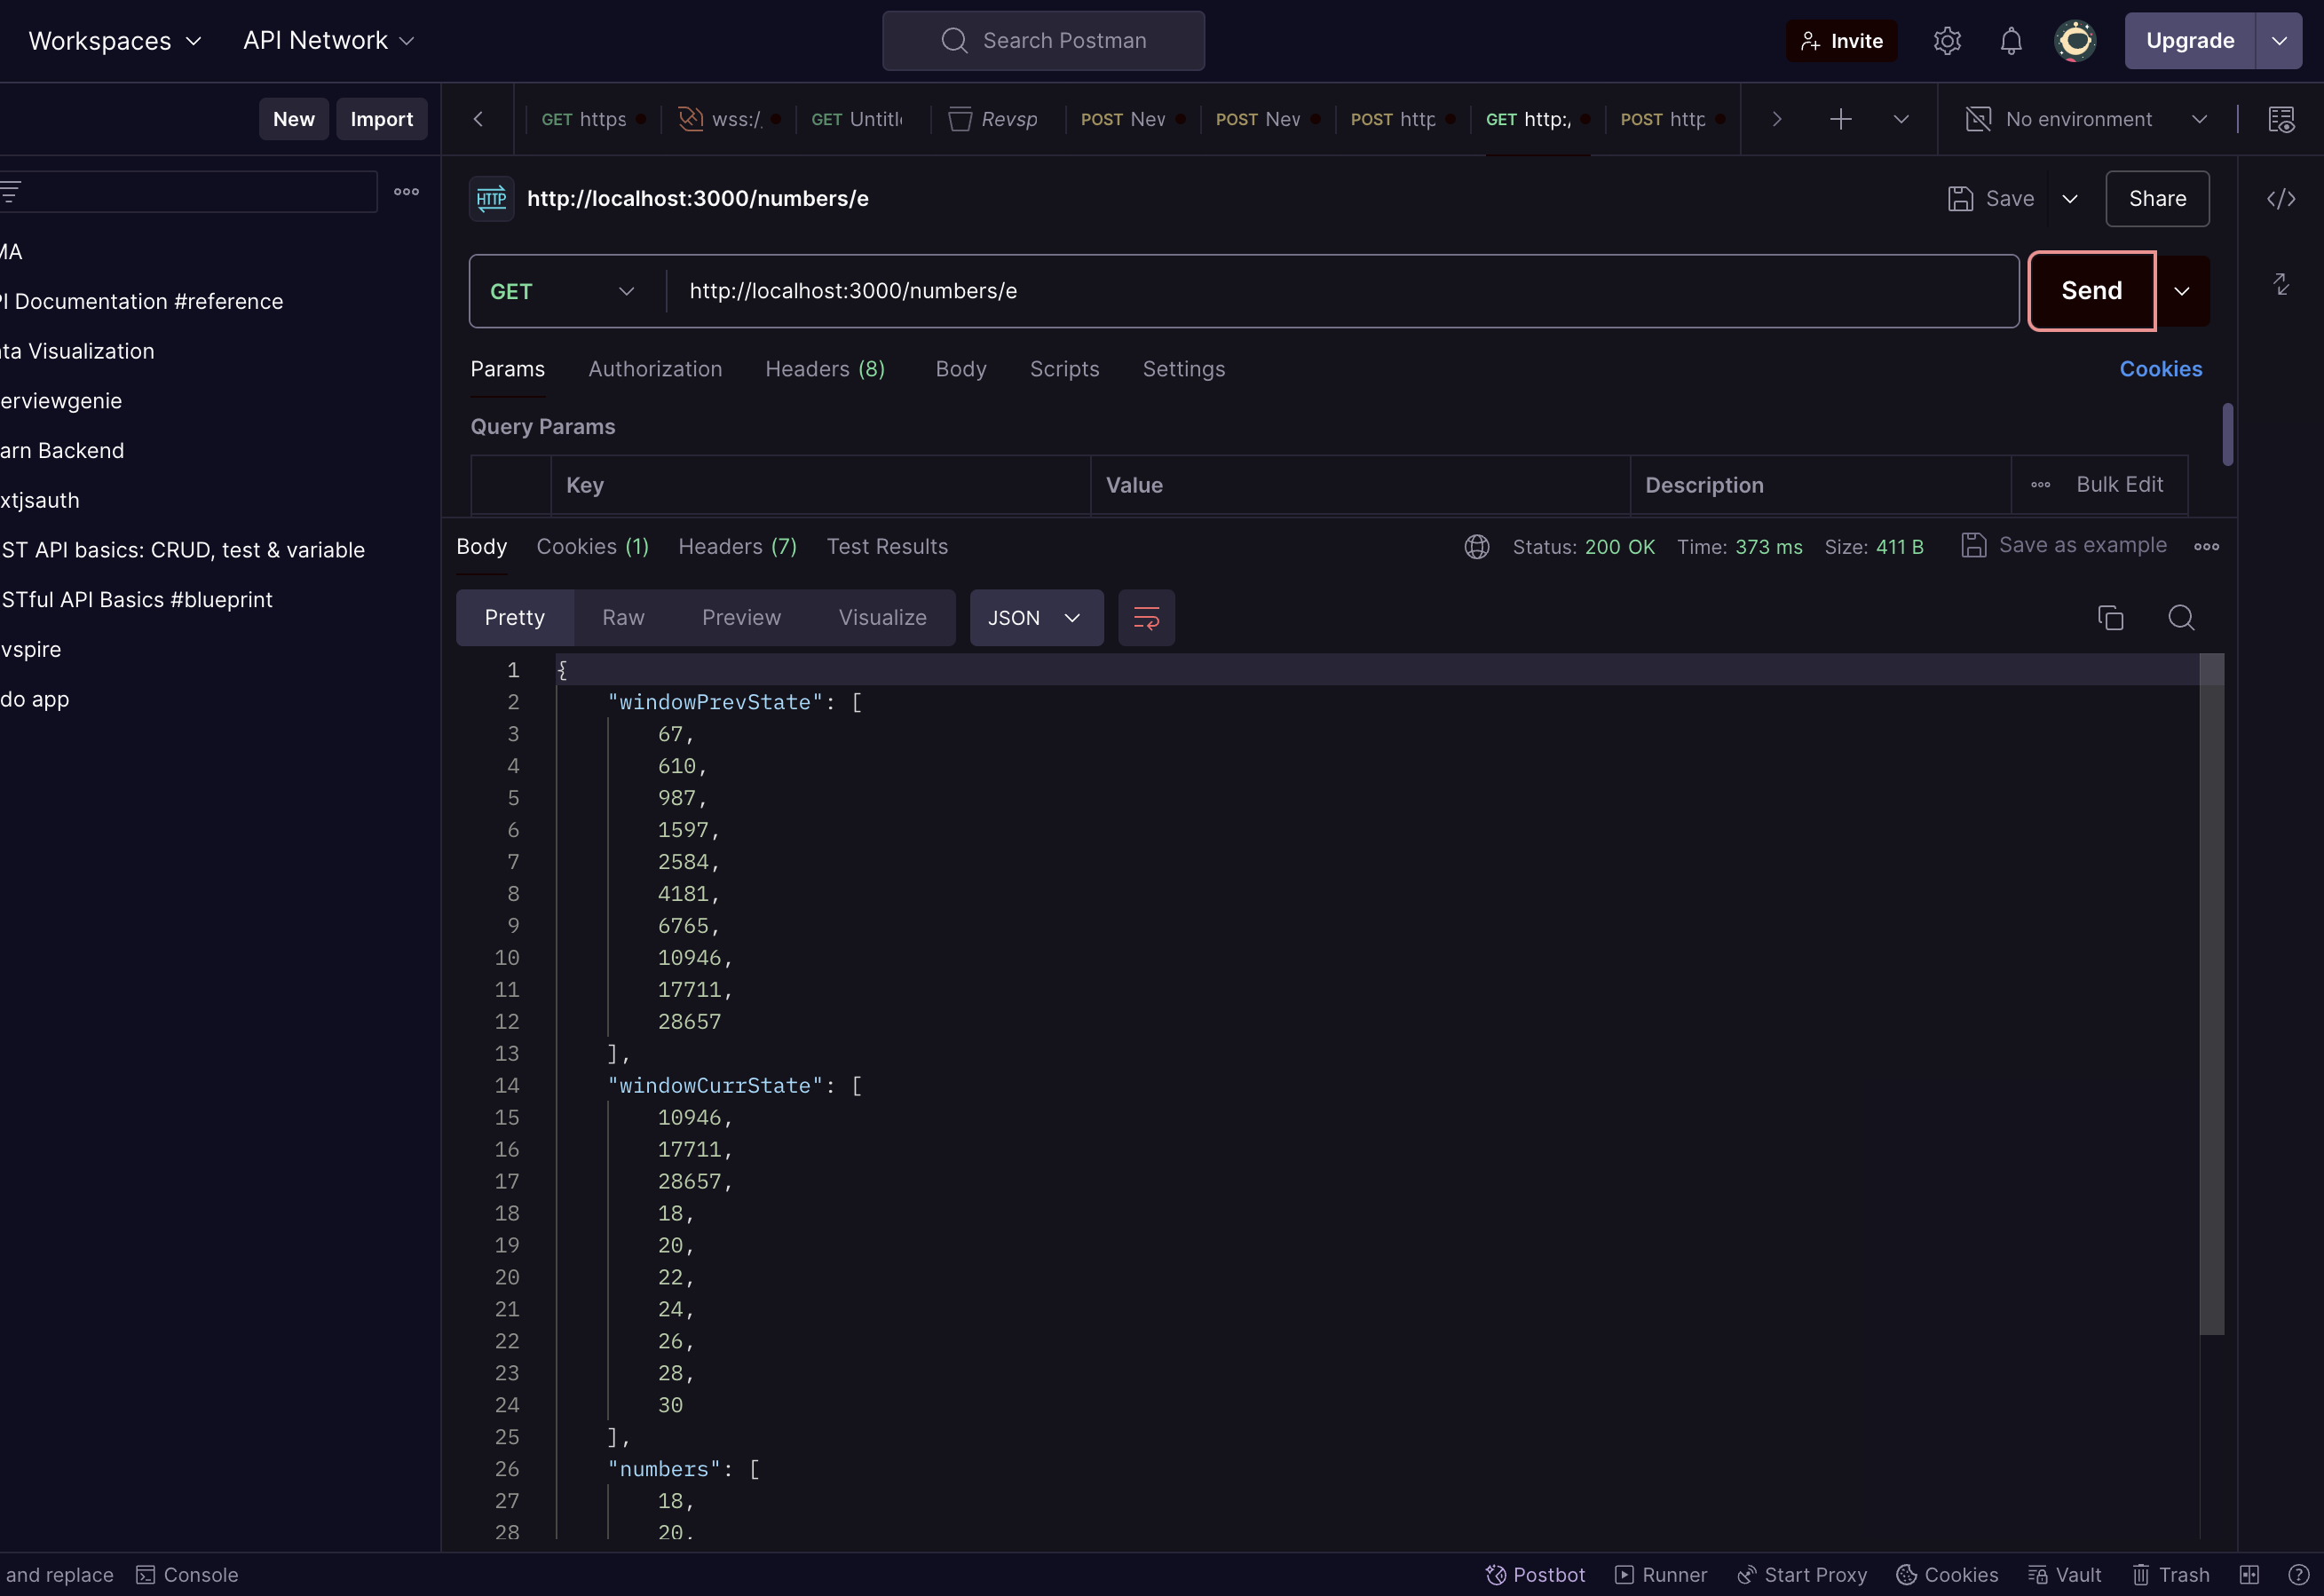 Workspaces API Network Search Postman Invite Upgrade
New Import GET https wss:/ GET Untitl Revsp POST New POST New POST http GET http:/ POST http No environment
HTTP http://localhost:3000/numbers/e Save Share
MA
PI Documentation #reference
ta Visualization
erviewgenie
arn Backend
xtjsauth
ST API basics: CRUD, test & variable
STful API Basics #blueprint
vspire
do app
GET http://localhost:3000/numbers/e Send
Params Authorization Headers (8) Body Scripts Settings Cookies
Query Params
Key Value Description Bulk Edit
Body Cookies (1) Headers (7) Test Results Status: 200 OK Time: 373 ms Size: 411 B Save as example
Pretty Raw Preview Visualize JSON
1 {
2 "windowPrevState": [
3 67,
4 610,
5 987,
6 1597,
7 2584,
8 4181,
9 6765,
10 10946,
11 17711,
12 28657
13 ],
14 "windowCurrState": [
15 10946,
16 17711,
17 28657,
18 18,
19 20,
20 22,
21 24,
22 26,
23 28,
24 30
25 ],
26 "numbers": [
27 18,
28 20,
and replace Console Postbot Runner Start Proxy Cookies Vault Trash